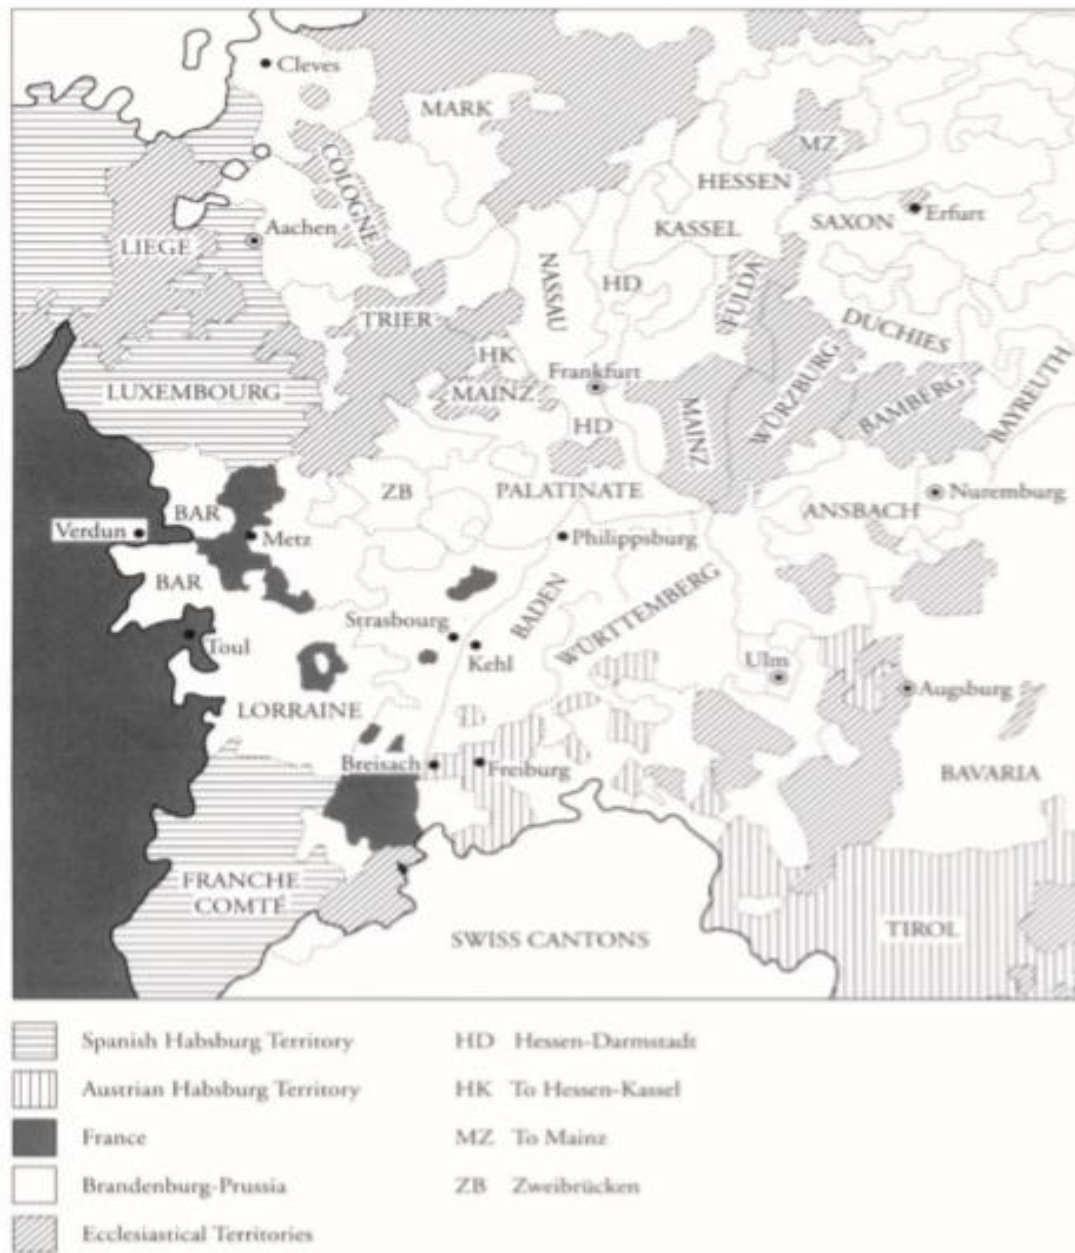 Cleves
MARK
MZ
COLOGNE
HESSEN
KASSEL
SAXON
Erfurt
Aachen
LIEGE
NASSAU
HD
FULDA
TRIER
DUCHIES
HK
Frankfurt
LUXEMBOURG
MAINZ
MAINZ
WÜRZBURG
BAMBERG
BAYREUTH
HD
ZB
PALATINATE
ANSBACH
Nuremburg
BAR
Verdun
Metz
Philippsburg
BAR
BADEN
WÜRTTEMBERG
Strasbourg
Toul
Kehl
Ulm
Augsburg
LORRAINE
Breisach
Freiburg
BAVARIA
FRANCHE
COMTÉ
SWISS CANTONS
TIROL
Spanish Habsburg Territory
Austrian Habsburg Territory
France
Brandenburg-Prussia
Ecclesiastical Territories
HD Hessen-Darmstadt
HK To Hessen-Kassel
MZ To Mainz
ZB Zweibrücken